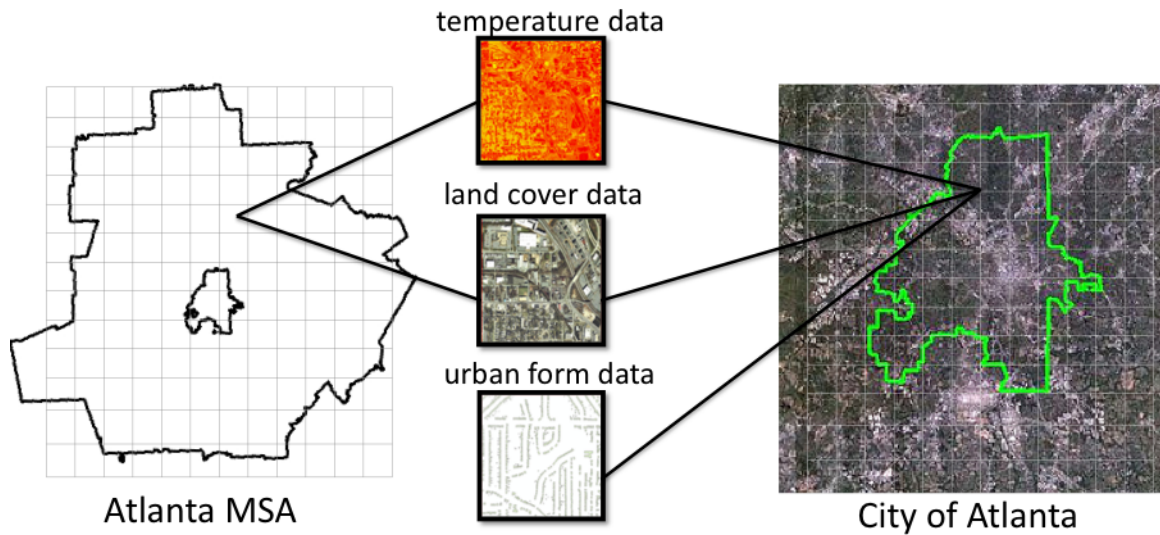 temperature data
land cover data
urban form data
Atlanta MSA
City of Atlanta